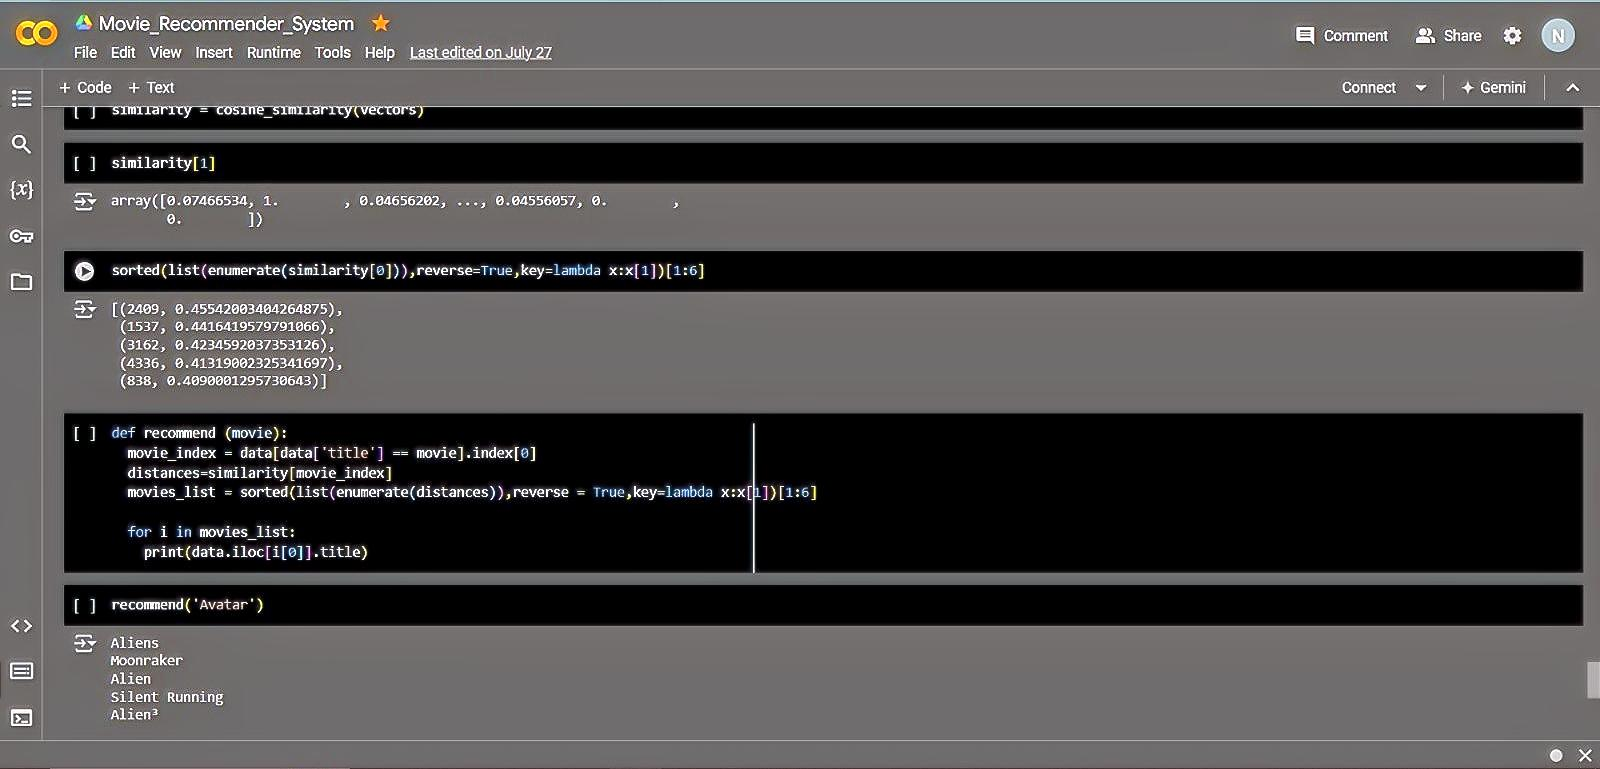 Movie_Recommender_System
File Edit View Insert Runtime Tools Help Last edited on July 27
Comment Share N
+ Code + Text Connect Gemini
[ ] similarity = cosine_similarity(vectors)
[ ] similarity[1]
array([0.07466534, 1.        , 0.04656202, ..., 0.04556057, 0.        ,
       0.        ])
sorted(list(enumerate(similarity[0])),reverse=True,key=lambda x:x[1])[1:6]
[(2409, 0.45542003404264875),
 (1537, 0.4416419579791066),
 (3162, 0.4234592037353126),
 (4336, 0.41319002325341697),
 (838, 0.4090001295730643)]
[ ] def recommend (movie):
  movie_index = data[data['title'] == movie].index[0]
  distances=similarity[movie_index]
  movies_list = sorted(list(enumerate(distances)),reverse = True,key=lambda x:x[1])[1:6]
  for i in movies_list:
    print(data.iloc[i[0]].title)
[ ] recommend('Avatar')
Aliens
Moonraker
Alien
Silent Running
Alien³